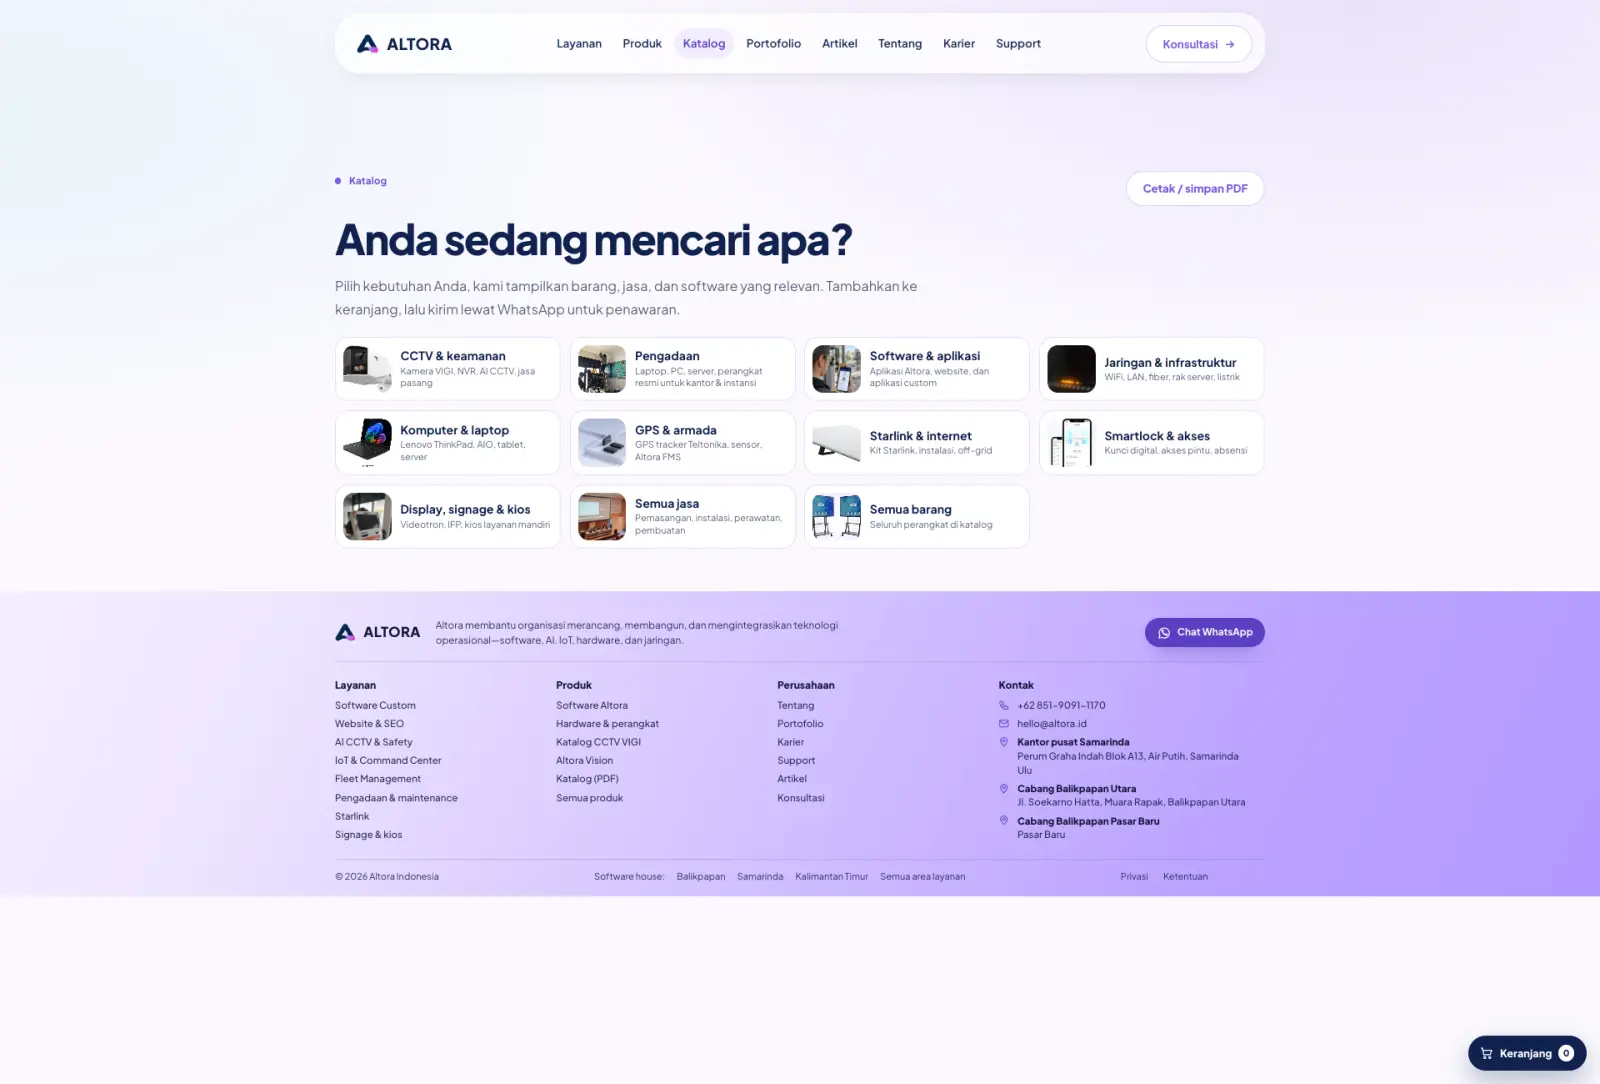 ALTORA
Layanan
Produk
Katalog
Portofolio
Artikel
Tentang
Karier
Support
Konsultasi
Katalog
Cetak / simpan PDF
Anda sedang mencari apa?
Pilih kebutuhan Anda, kami tampilkan barang, jasa, dan software yang relevan. Tambahkan ke
keranjang, lalu kirim lewat WhatsApp untuk penawaran.
CCTV & keamanan
Kamera VIGI, NVR, AI CCTV, jasa
pasang
Pengadaan
Laptop, PC, server, perangkat
resmi untuk kantor & instansi
Software & aplikasi
Aplikasi Altora, website, dan
aplikasi custom
Jaringan & infrastruktur
WiFi, LAN, fiber, rak server, listrik
Komputer & laptop
Lenovo ThinkPad, AIO, tablet,
server
GPS & armada
GPS tracker Teltonika, sensor,
Altora FMS
Starlink & internet
Kit Starlink, instalasi, off-grid
Smartlock & akses
Kunci digital, akses pintu, absensi
Display, signage & kios
Videotron, IFP, kios layanan mandiri
Semua jasa
Pemasangan, instalasi, perawatan,
pembuatan
Semua barang
Seluruh perangkat di katalog
ALTORA
Altora membantu organisasi merancang, membangun, dan mengintegrasikan teknologi
operasional—software, AI, IoT, hardware, dan jaringan.
Chat WhatsApp
Layanan
Software Custom
Website & SEO
AI CCTV & Safety
IoT & Command Center
Fleet Management
Pengadaan & maintenance
Starlink
Signage & kios
Produk
Software Altora
Hardware & perangkat
Katalog CCTV VIGI
Altora Vision
Katalog (PDF)
Semua produk
Perusahaan
Tentang
Portofolio
Karier
Support
Artikel
Konsultasi
Kontak
+62 851-9091-1170
hello@altora.id
Kantor pusat Samarinda
Perum Graha Indah Blok A13, Air Putih, Samarinda
Ulu
Cabang Balikpapan Utara
Jl. Soekarno Hatta, Muara Rapak, Balikpapan Utara
Cabang Balikpapan Pasar Baru
Pasar Baru
© 2026 Altora Indonesia
Software house:
Balikpapan
Samarinda
Kalimantan Timur
Semua area layanan
Privasi
Ketentuan
Keranjang 0